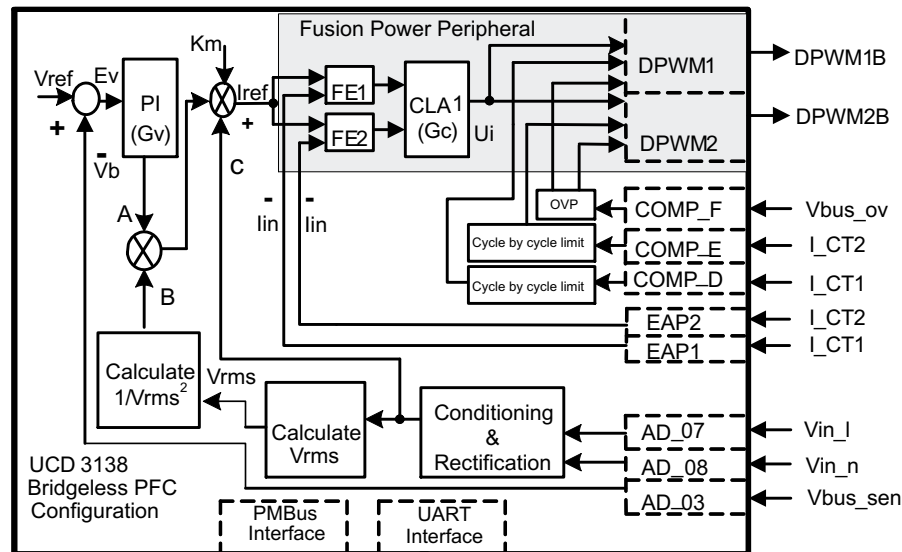 Fusion Power Peripheral
Km
Vref
Ev
+
PI
(Gv)
-
Vb
Iref
+
FE1
FE2
CLA 1
(Gc)
Ui
DPWM1
DPWM2
DPWM1B
DPWM2B
A
B
C
-
Iin
-
Iin
OVP
COMP_F
Vbus_ov
Cycle by cycle limit
COMP_E
I_CT2
Cycle by cycle limit
COMP_D
I_CT1
EAP2
I_CT2
EAP1
I_CT1
Calculate
1/Vrms²
Vrms
Calculate
Vrms
Conditioning
&
Rectification
AD_07
Vin_l
AD_08
Vin_n
AD_03
Vbus_sen
UCD 3138
Bridgeless PFC
Configuration
PMBus
Interface
UART
Interface